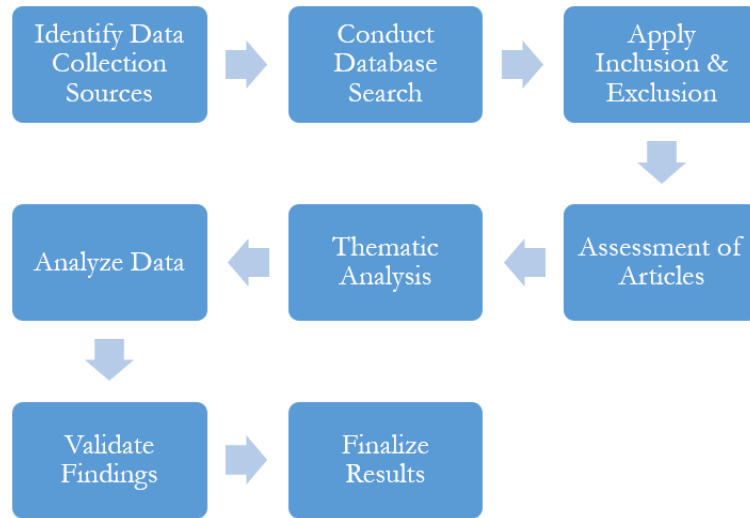 Identify Data
Collection
Sources
Conduct
Database
Search
Apply
Inclusion &
Exclusion
Assessment of
Articles
Thematic
Analysis
Analyze Data
Validate
Findings
Finalize
Results